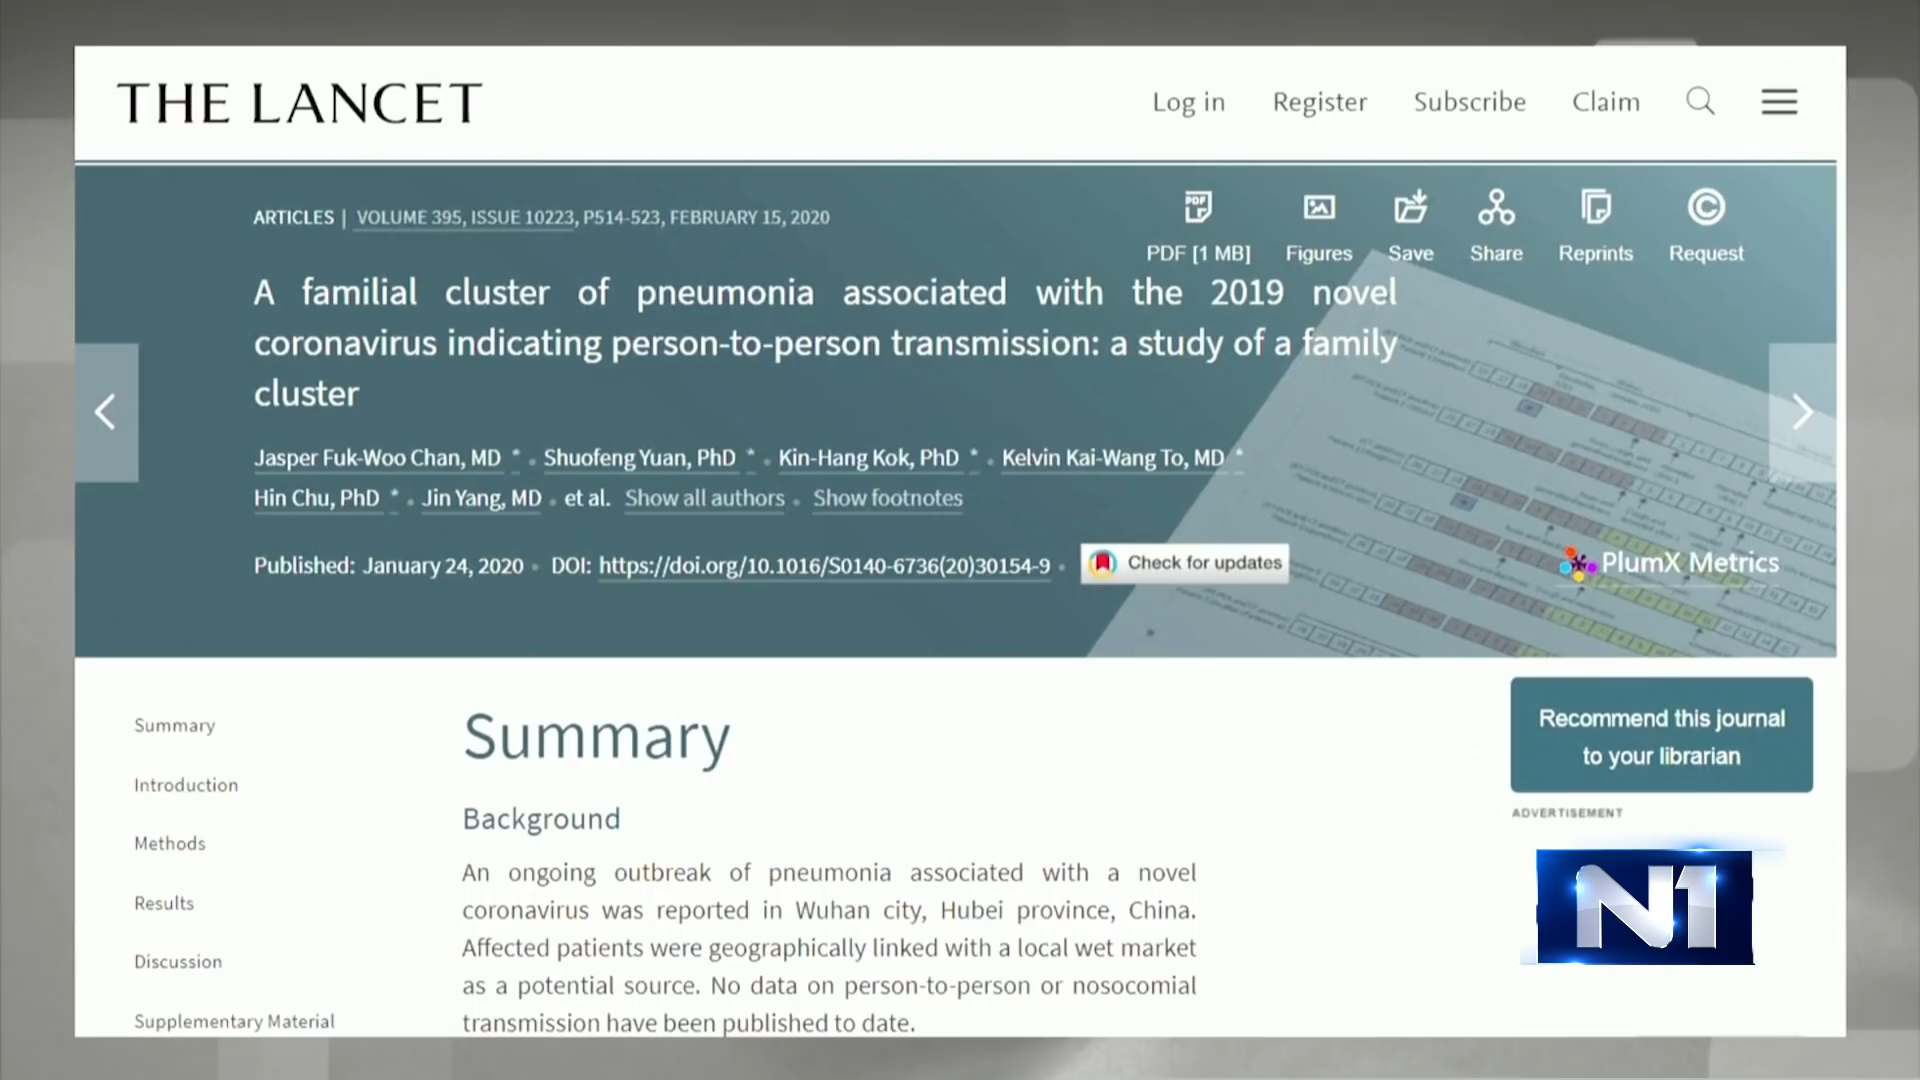 THE LANCET
Log in Register Subscribe Claim
ARTICLES | VOLUME 395, ISSUE 10223, P514-523, FEBRUARY 15, 2020
PDF [1 MB] Figures Save Share Reprints Request
A familial cluster of pneumonia associated with the 2019 novel
coronavirus indicating person-to-person transmission: a study of a family
cluster
Jasper Fuk-Woo Chan, MD * • Shuofeng Yuan, PhD * • Kin-Hang Kok, PhD * • Kelvin Kai-Wang To, MD *
Hin Chu, PhD * • Jin Yang, MD • et al. Show all authors • Show footnotes
Published: January 24, 2020 • DOI: https://doi.org/10.1016/S0140-6736(20)30154-9 •
Check for updates
PlumX Metrics
Summary
Introduction
Methods
Results
Discussion
Supplementary Material
Summary
Background
An ongoing outbreak of pneumonia associated with a novel
coronavirus was reported in Wuhan city, Hubei province, China.
Affected patients were geographically linked with a local wet market
as a potential source. No data on person-to-person or nosocomial
transmission have been published to date.
Recommend this journal
to your librarian
ADVERTISEMENT
N1